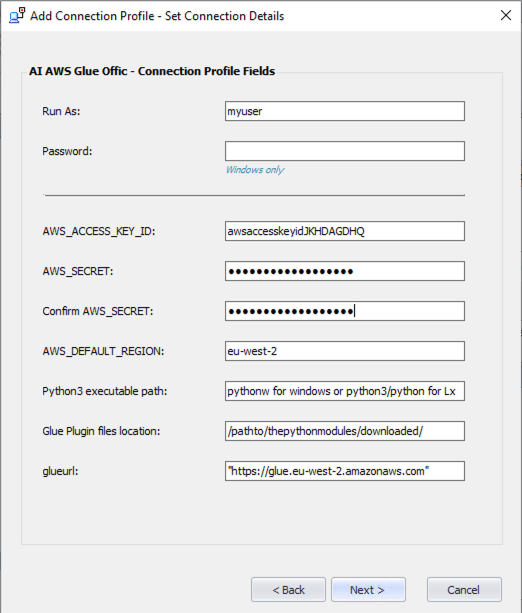 Add Connection Profile - Set Connection Details
AI AWS Glue Offic - Connection Profile Fields
Run As: myuser
Password:
Windows only
AWS_ACCESS_KEY_ID: awsaccesskeyidJKHDAGDHQ
AWS_SECRET: ●●●●●●●●●●●●●●●●●●
Confirm AWS_SECRET: ●●●●●●●●●●●●●●●●●●
AWS_DEFAULT_REGION: eu-west-2
Python3 executable path: pythonw for windows or python3/python for Lx
Glue Plugin files location: /pathto/thepythonmodules/downloaded/
glueurl: "https://glue.eu-west-2.amazonaws.com"
< Back Next > Cancel